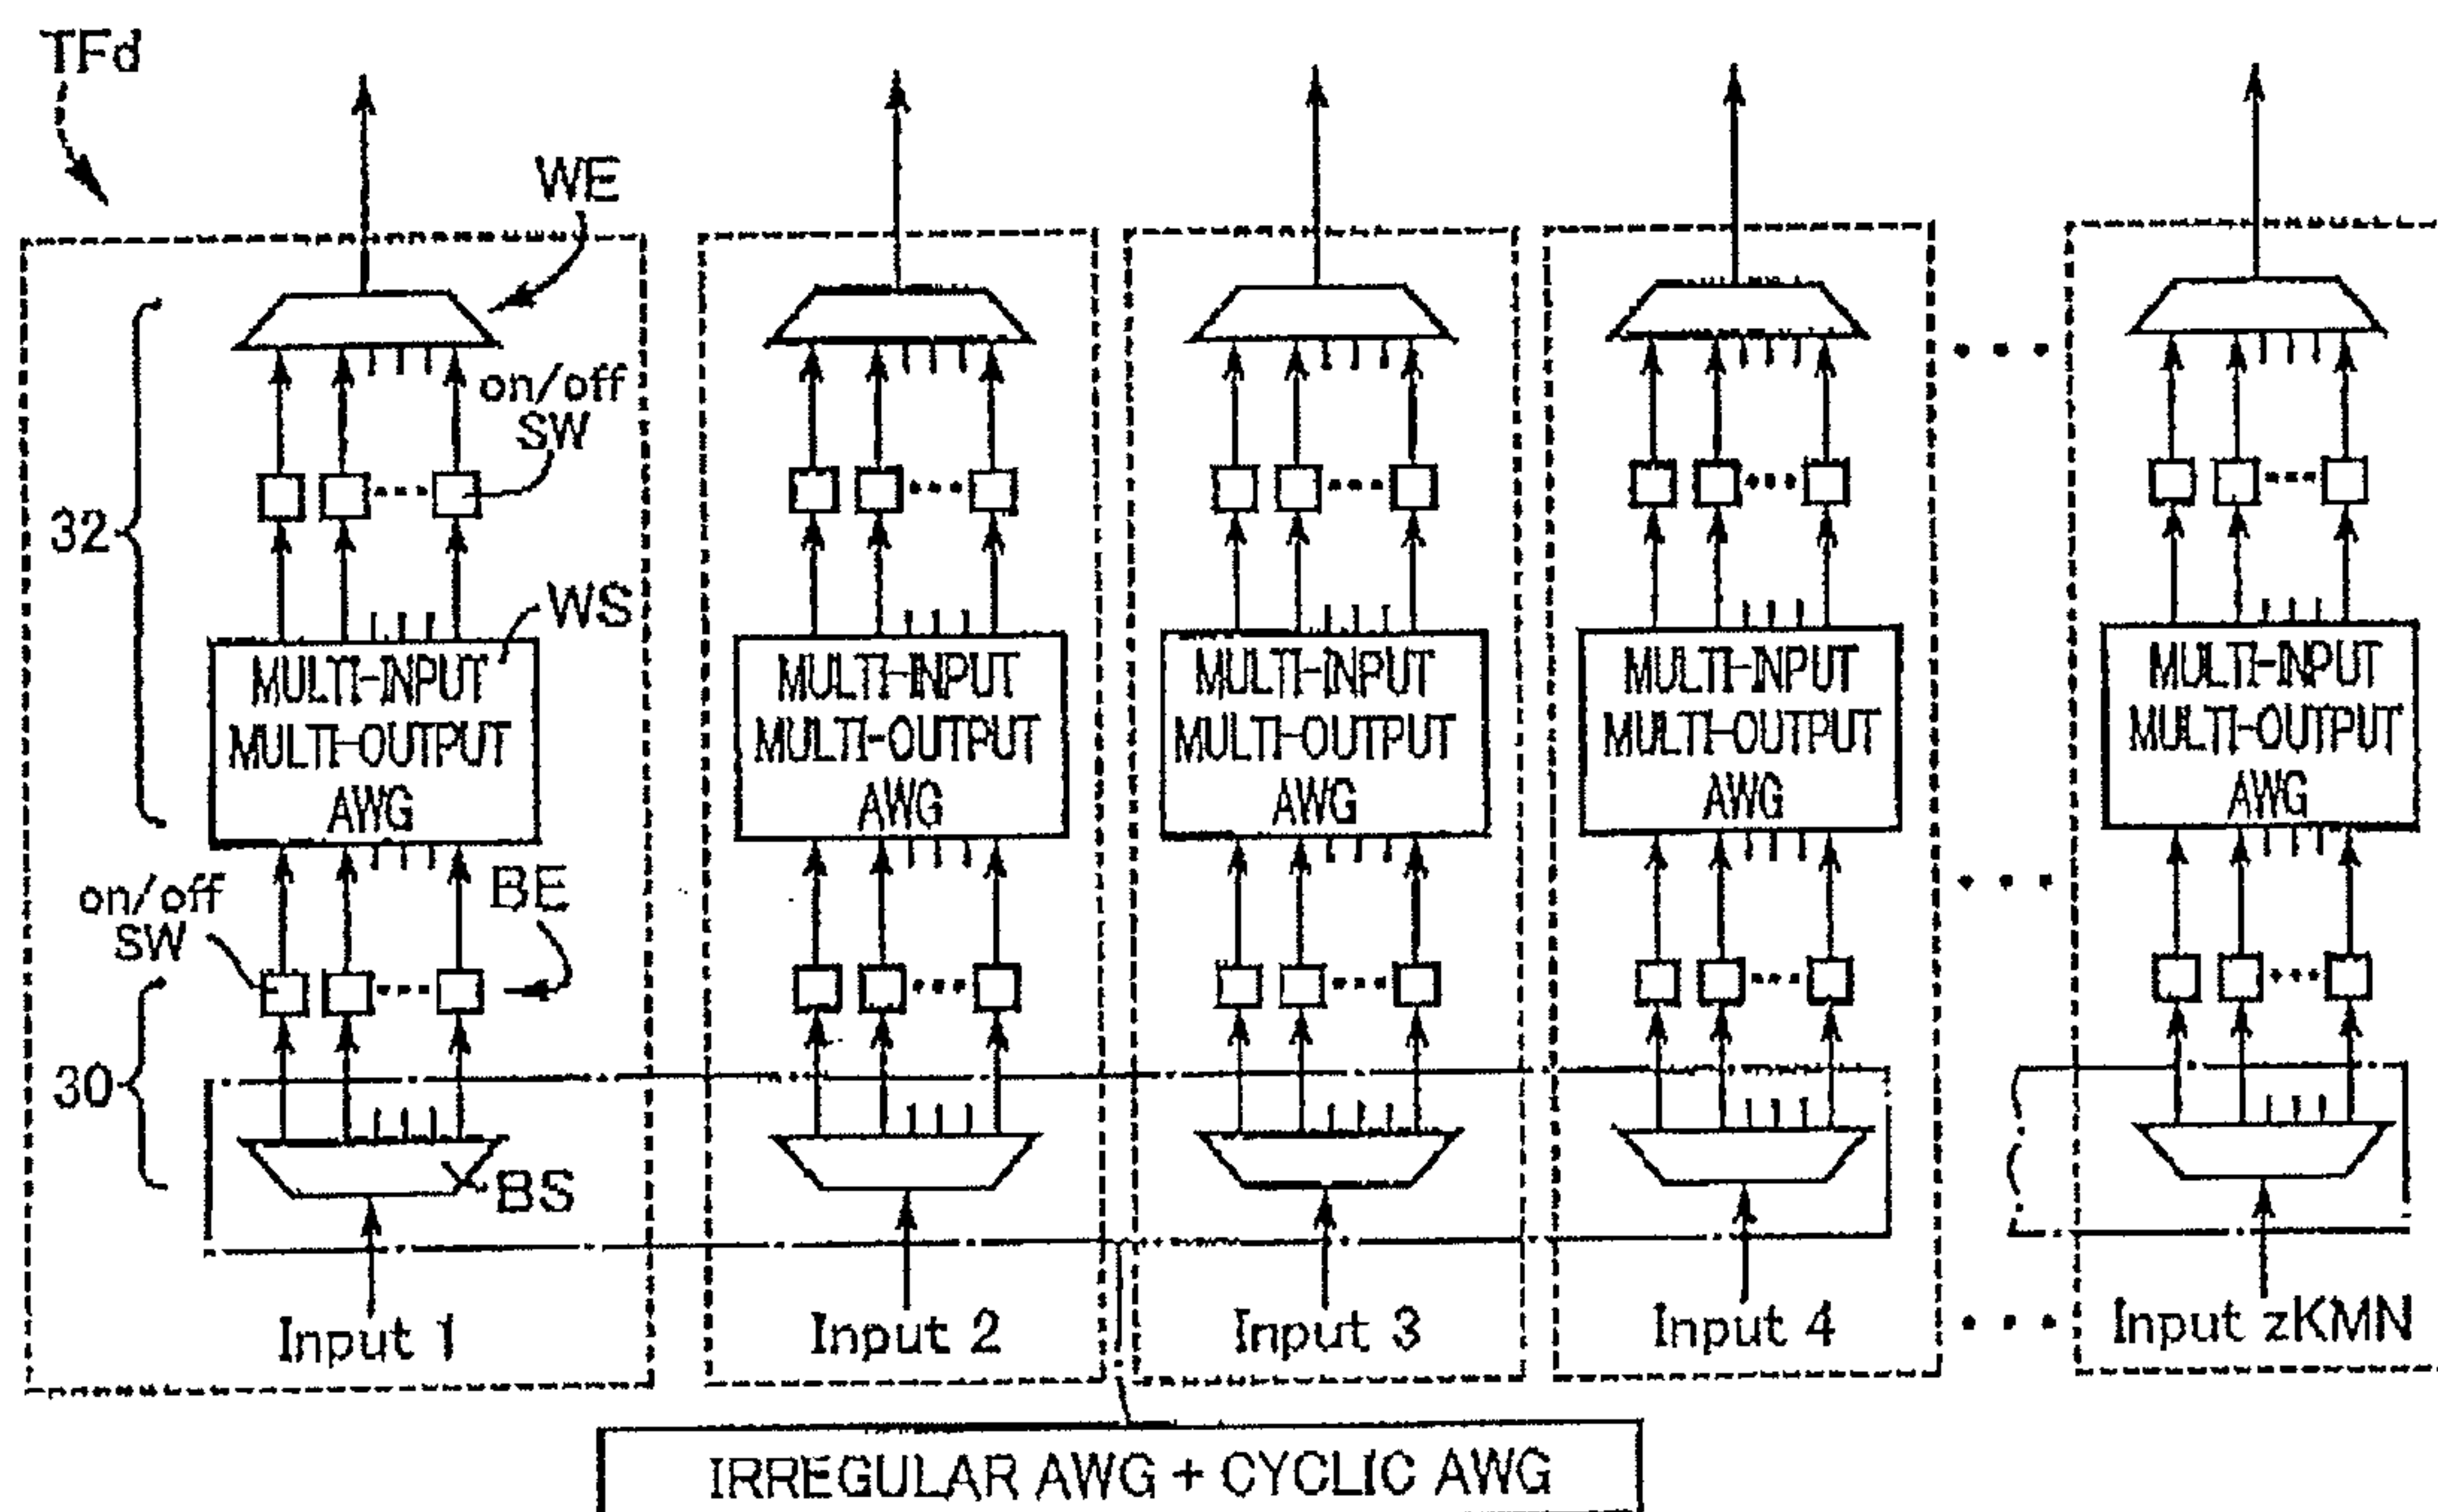 TFd
WE
on/off
SW
32
WS
MULTI-INPUT
MULTI-OUTPUT
AWG
MULTI-INPUT
MULTI-OUTPUT
AWG
MULTI-INPUT
MULTI-OUTPUT
AWG
MULTI-INPUT
MULTI-OUTPUT
AWG
MULTI-INPUT
MULTI-OUTPUT
AWG
on/off
SW
BE
30
BS
Input 1
Input 2
Input 3
Input 4
Input zKMN
IRREGULAR AWG + CYCLIC AWG